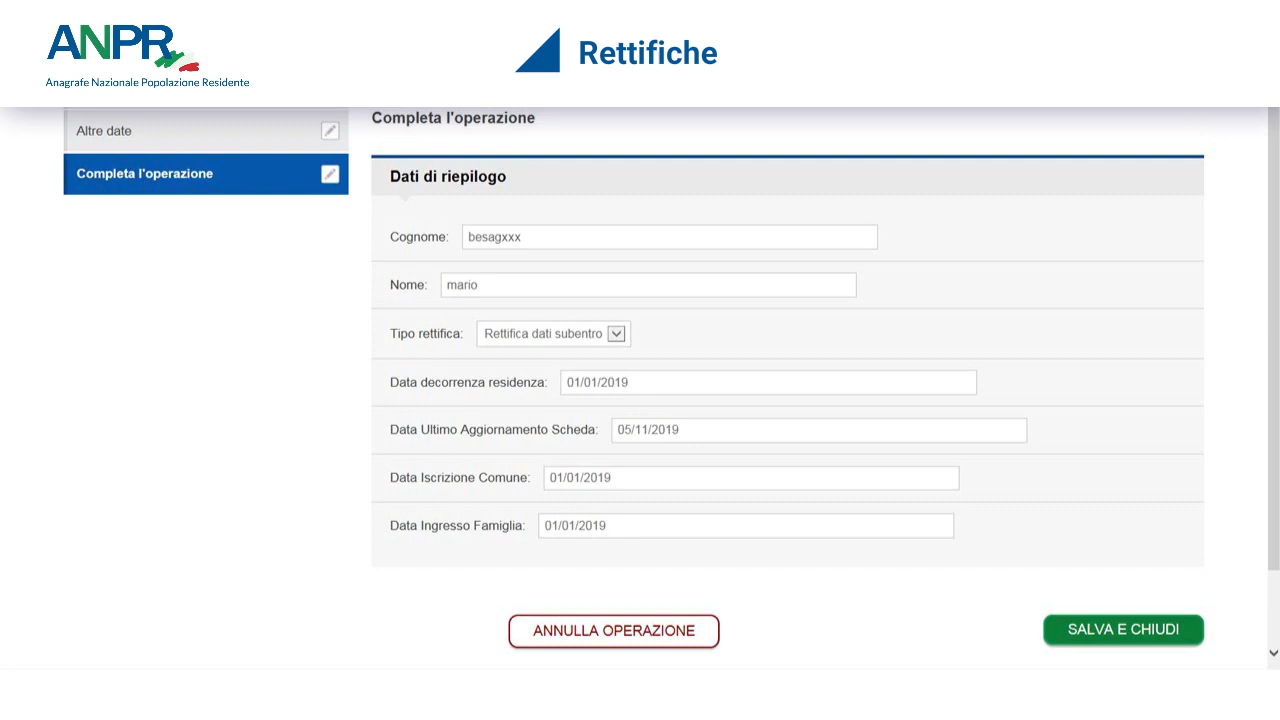 ANPR
Anagrafe Nazionale Popolazione Residente
Rettifiche
Altre date
Completa l'operazione
Completa l'operazione
Dati di riepilogo
Cognome: besagxxx
Nome: mario
Tipo rettifica: Rettifica dati subentro
Data decorrenza residenza: 01/01/2019
Data Ultimo Aggiornamento Scheda: 05/11/2019
Data Iscrizione Comune: 01/01/2019
Data Ingresso Famiglia: 01/01/2019
ANNULLA OPERAZIONE
SALVA E CHIUDI